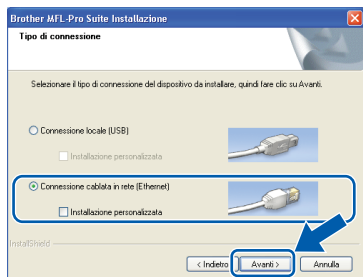 Brother MFL-Pro Suite Installazione
Tipo di connessione
Selezionare il tipo di connessione del dispositivo da installare, quindi fare clic su Avanti.
Connessione locale (USB)
Installazione personalizzata
Connessione cablata in rete (Ethernet)
Installazione personalizzata
InstallShield
< Indietro
Avanti >
Annulla